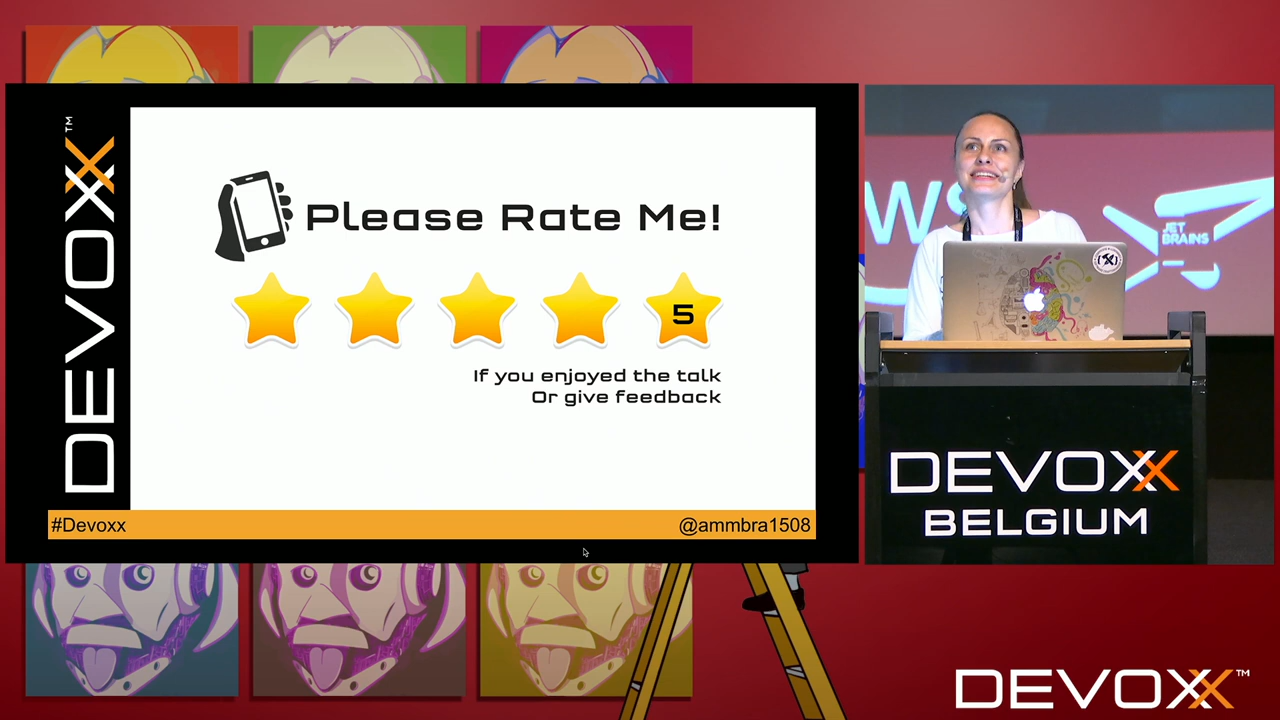 DEVOXX™
Please Rate Me!
5
If you enjoyed the talk
Or give feedback
#Devoxx
@ammbra1508
JET
BRAINS
DEVOXX
BELGIUM
DEVOXX™